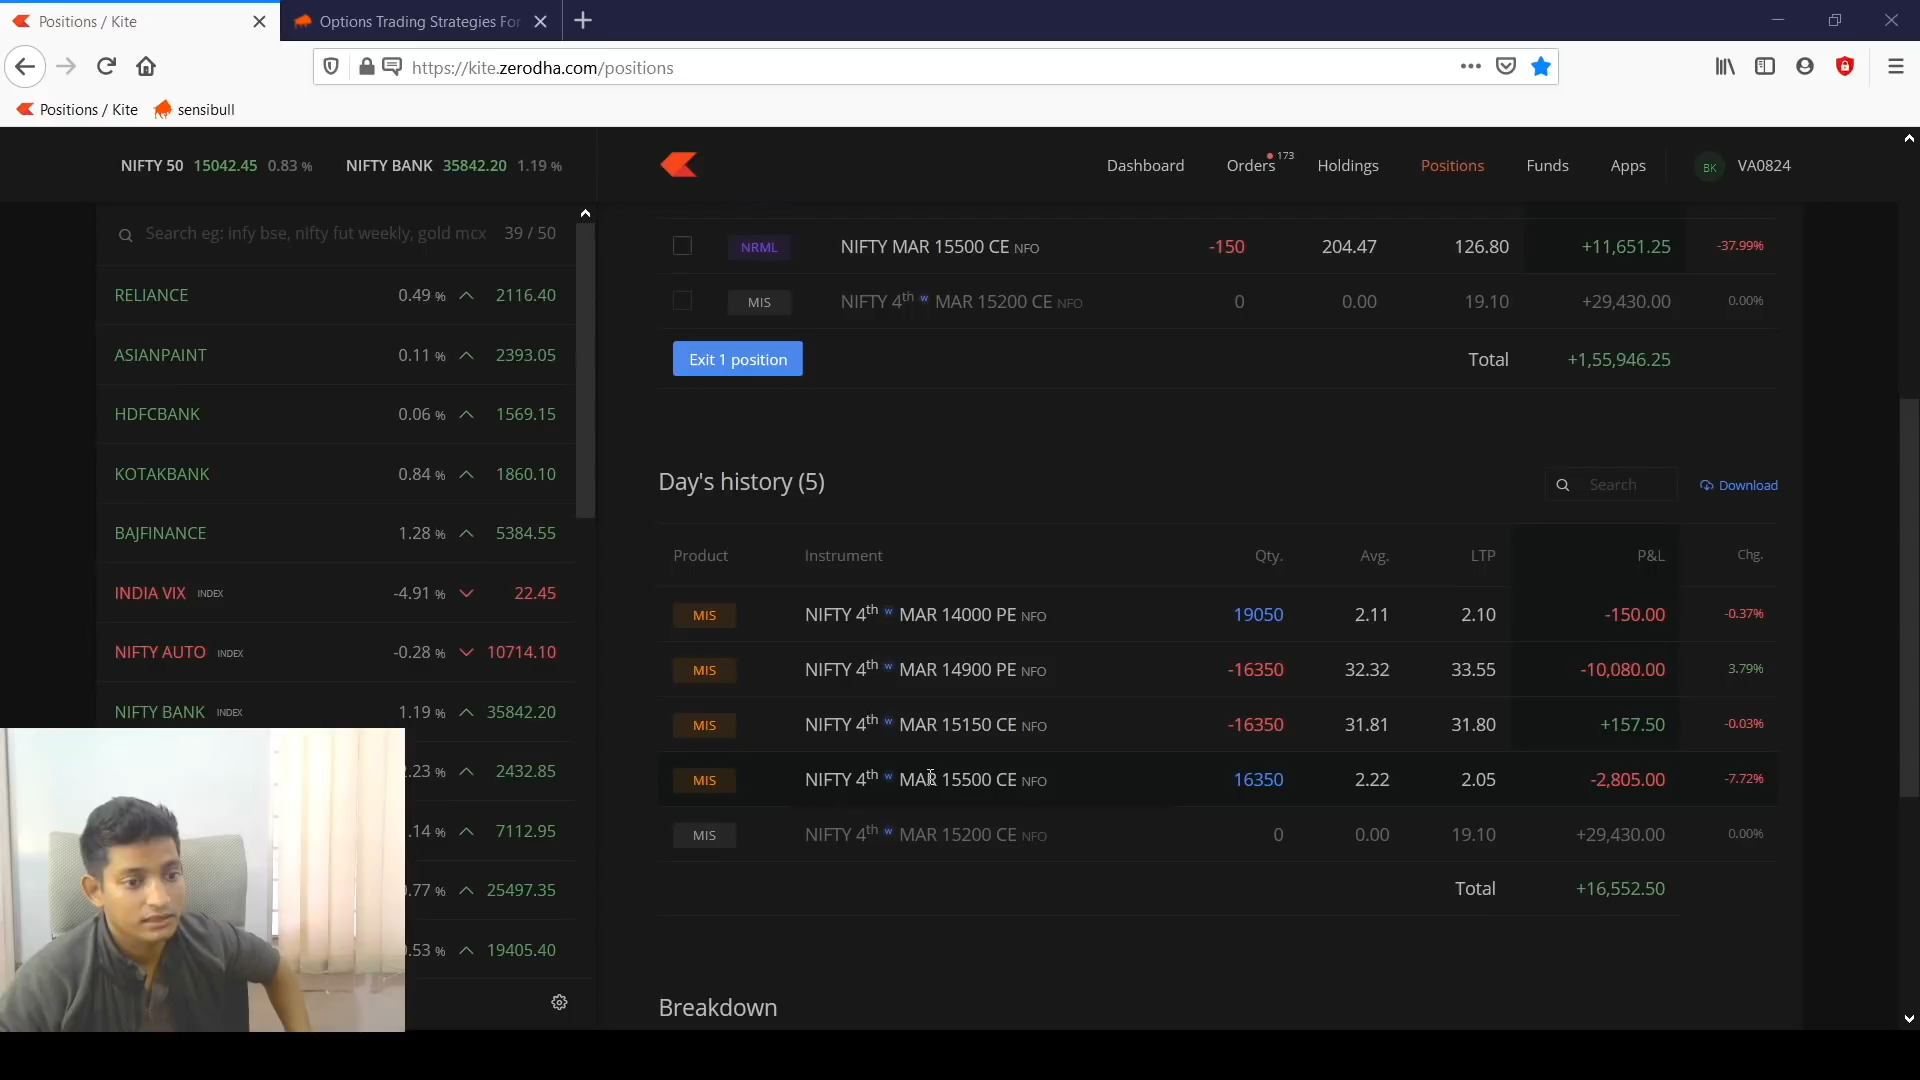 Positions / Kite
Options Trading Strategies For
https://kite.zerodha.com/positions
Positions / Kite sensibull
NIFTY 50 15042.45 0.83 % NIFTY BANK 35842.20 1.19 %
Dashboard Orders 173 Holdings Positions Funds Apps BK VA0824
Search eg: infy bse, nifty fut weekly, gold mcx 39 / 50
RELIANCE 0.49 % 2116.40
ASIANPAINT 0.11 % 2393.05
HDFCBANK 0.06 % 1569.15
KOTAKBANK 0.84 % 1860.10
BAJFINANCE 1.28 % 5384.55
INDIA VIX INDEX -4.91 % 22.45
NIFTY AUTO INDEX -0.28 % 10714.10
NIFTY BANK INDEX 1.19 % 35842.20
.23 % 2432.85
.14 % 7112.95
.77 % 25497.35
.53 % 19405.40
NRML NIFTY MAR 15500 CE NFO -150 204.47 126.80 +11,651.25 -37.99%
MIS NIFTY 4th w MAR 15200 CE NFO 0 0.00 19.10 +29,430.00 0.00%
Exit 1 position Total +1,55,946.25
Day's history (5) Search Download
Product Instrument Qty. Avg. LTP P&L Chg.
MIS NIFTY 4th w MAR 14000 PE NFO 19050 2.11 2.10 -150.00 -0.37%
MIS NIFTY 4th w MAR 14900 PE NFO -16350 32.32 33.55 -10,080.00 3.79%
MIS NIFTY 4th w MAR 15150 CE NFO -16350 31.81 31.80 +157.50 -0.03%
MIS NIFTY 4th w MAR 15500 CE NFO 16350 2.22 2.05 -2,805.00 -7.72%
MIS NIFTY 4th w MAR 15200 CE NFO 0 0.00 19.10 +29,430.00 0.00%
Total +16,552.50
Breakdown